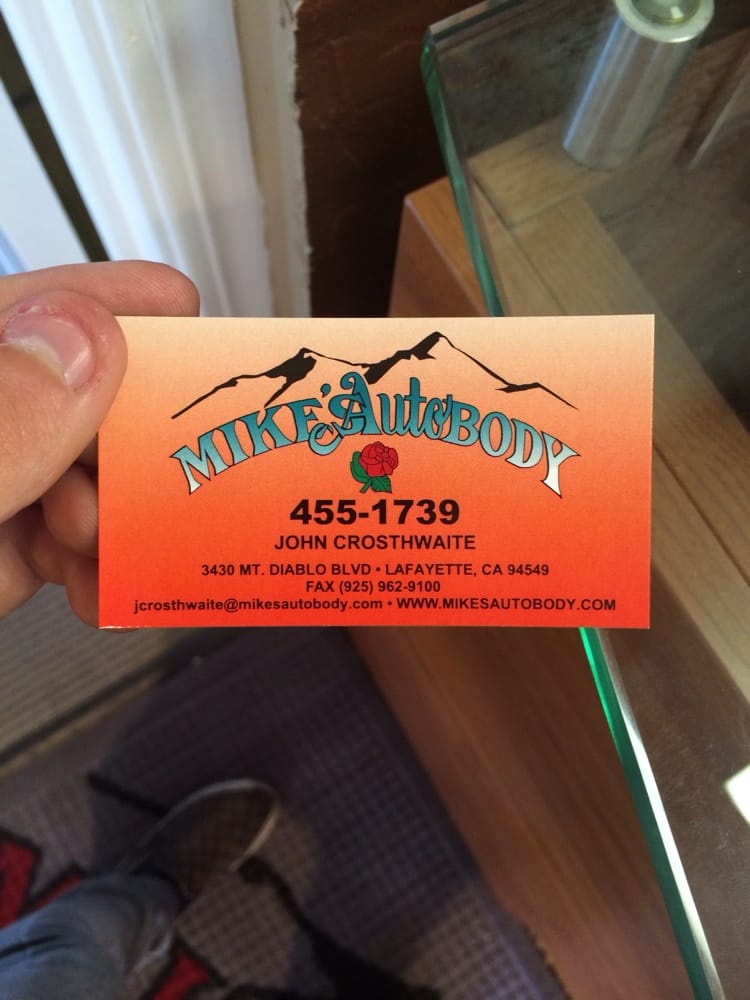 MIKE'S AutoBODY
455-1739
JOHN CROSTHWAITE
3430 MT. DIABLO BLVD • LAFAYETTE, CA 94549
FAX (925) 962-9100
jcrosthwaite@mikesautobody.com • WWW.MIKESAUTOBODY.COM